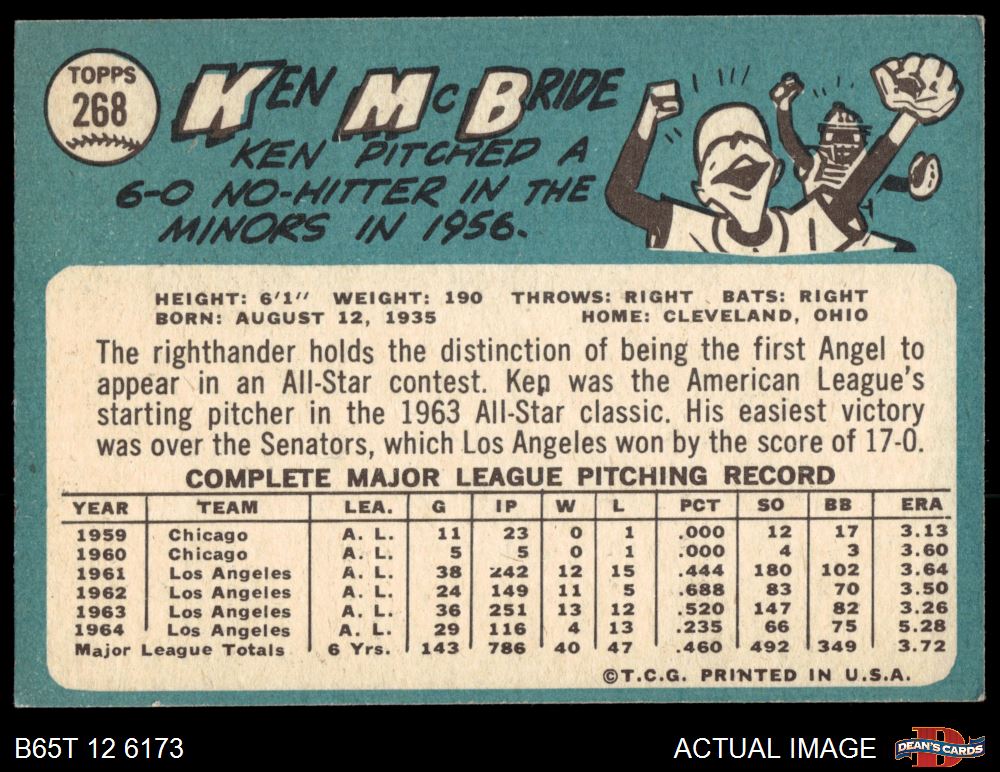 TOPPS
268
KEN McBRIDE
KEN PITCHED A
6-0 NO-HITTER IN THE
MINORS IN 1956.
HEIGHT: 6'1" WEIGHT: 190 THROWS: RIGHT BATS: RIGHT
BORN: AUGUST 12, 1935 HOME: CLEVELAND, OHIO
The righthander holds the distinction of being the first Angel to
appear in an All-Star contest. Ken was the American League's
starting pitcher in the 1963 All-Star classic. His easiest victory
was over the Senators, which Los Angeles won by the score of 17-0.
COMPLETE MAJOR LEAGUE PITCHING RECORD
YEAR TEAM LEA. G IP W L PCT SO BB ERA
1959 Chicago A. L. 11 23 0 1 .000 12 17 3.13
1960 Chicago A. L. 5 5 0 1 .000 4 3 3.60
1961 Los Angeles A. L. 38 242 12 15 .444 180 102 3.64
1962 Los Angeles A. L. 24 149 11 5 .688 83 70 3.50
1963 Los Angeles A. L. 36 251 13 12 .520 147 82 3.26
1964 Los Angeles A. L. 29 116 4 13 .235 66 75 5.28
Major League Totals 6 Yrs. 143 786 40 47 .460 492 349 3.72
©T.C.G. PRINTED IN U.S.A.
B65T 12 6173 ACTUAL IMAGE DEAN'S CARDS